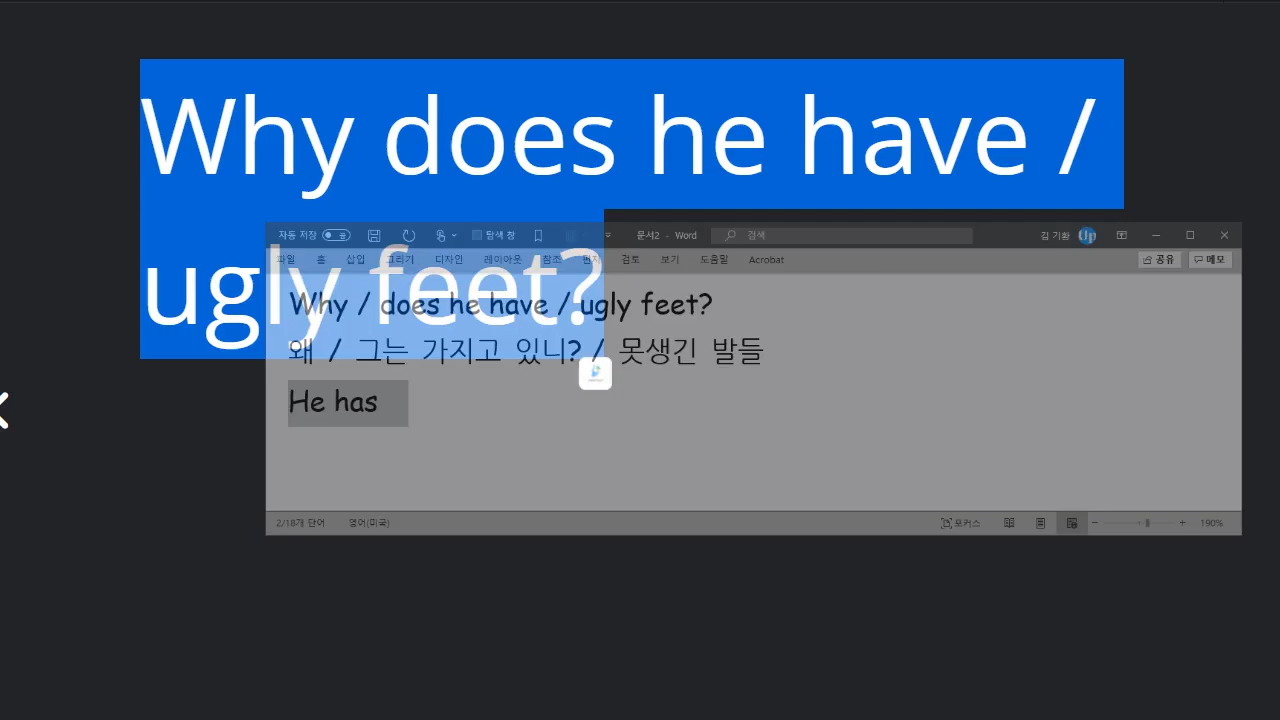 Why does he have /
ugly feet?
자동 저장 탐색 창 문서2 - Word 검색 김 기환 Up
파일 홈 삽입 그리기 디자인 레이아웃 참조 편지 검토 보기 도움말 Acrobat 공유 메모
Why / does he have / ugly feet?
왜 / 그는 가지고 있니? / 못생긴 발들
He has
2/18개 단어 영어(미국) 포커스 190%